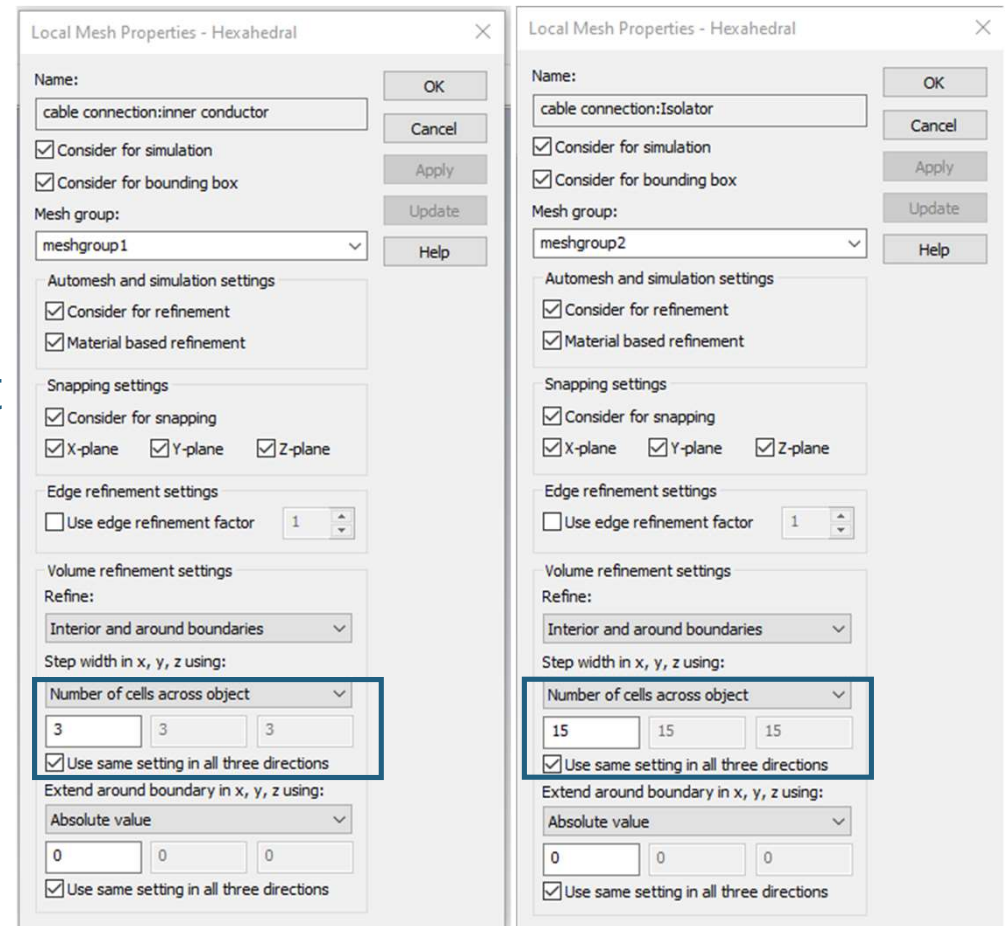 Local Mesh Properties - Hexahedral
Name:
cable connection:inner conductor
OK
Cancel
Apply
Update
Help
Consider for simulation
Consider for bounding box
Mesh group:
meshgroup1
Automesh and simulation settings
Consider for refinement
Material based refinement
Snapping settings
Consider for snapping
X-plane Y-plane Z-plane
Edge refinement settings
Use edge refinement factor 1
Volume refinement settings
Refine:
Interior and around boundaries
Step width in x, y, z using:
Number of cells across object
3 3 3
Use same setting in all three directions
Extend around boundary in x, y, z using:
Absolute value
0 0 0
Use same setting in all three directions
Local Mesh Properties - Hexahedral
Name:
cable connection:Isolator
OK
Cancel
Apply
Update
Help
Consider for simulation
Consider for bounding box
Mesh group:
meshgroup2
Automesh and simulation settings
Consider for refinement
Material based refinement
Snapping settings
Consider for snapping
X-plane Y-plane Z-plane
Edge refinement settings
Use edge refinement factor 1
Volume refinement settings
Refine:
Interior and around boundaries
Step width in x, y, z using:
Number of cells across object
15 15 15
Use same setting in all three directions
Extend around boundary in x, y, z using:
Absolute value
0 0 0
Use same setting in all three directions